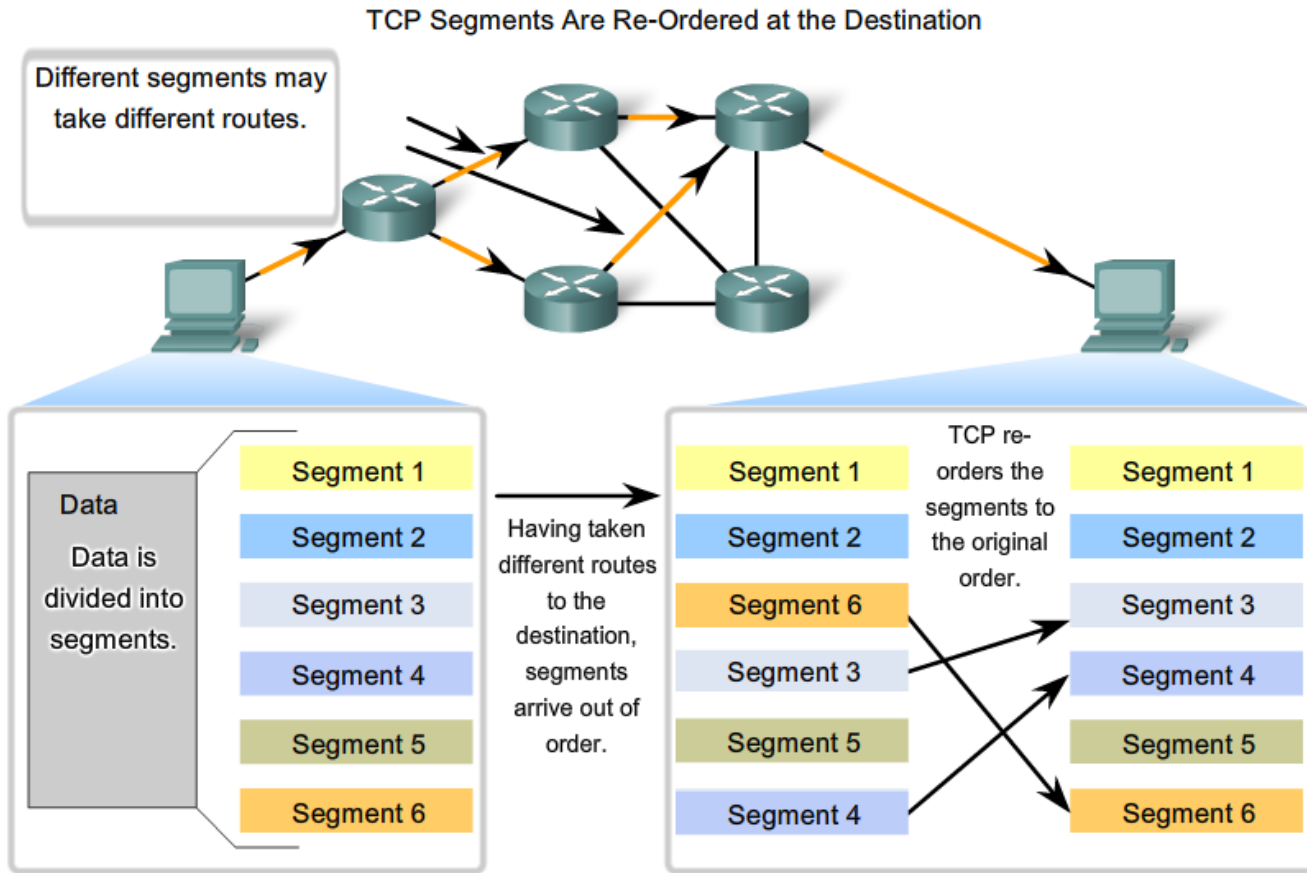 TCP Segments Are Re-Ordered at the Destination
Different segments may
take different routes.
Data
Data is
divided into
segments.
Segment 1
Segment 2
Segment 3
Segment 4
Segment 5
Segment 6
Having taken
different routes
to the
destination,
segments
arrive out of
order.
Segment 1
Segment 2
Segment 6
Segment 3
Segment 5
Segment 4
TCP re-
orders the
segments to
the original
order.
Segment 1
Segment 2
Segment 3
Segment 4
Segment 5
Segment 6